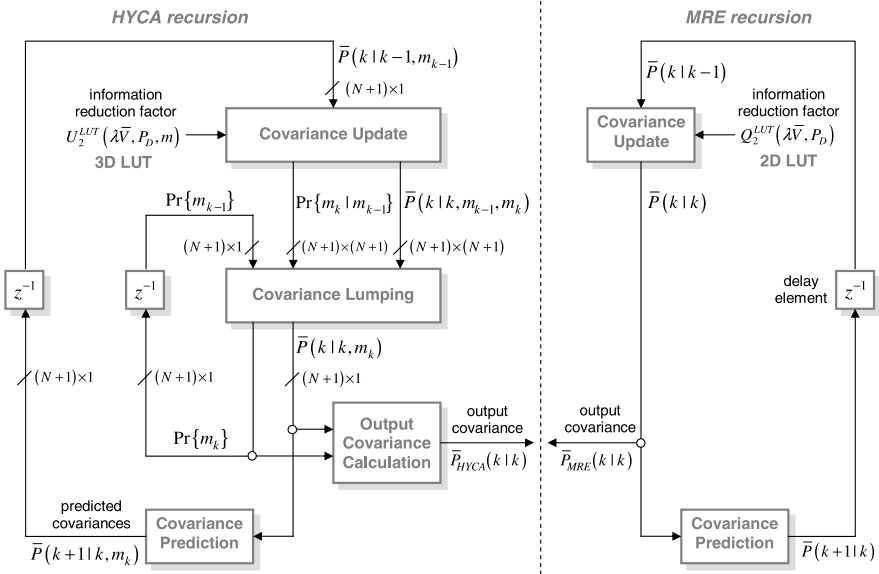 HYCA recursion
P̄(k | k−1, m_{k−1})
(N+1)×1
information
reduction factor
U_2^{LUT}(λV̄, P_D, m)
3D LUT
Covariance Update
Pr{m_{k−1}}
Pr{m_k | m_{k−1}}
P̄(k | k, m_{k−1}, m_k)
(N+1)×1
(N+1)×(N+1)
(N+1)×(N+1)
z^{−1}
z^{−1}
Covariance Lumping
P̄(k | k, m_k)
(N+1)×1
(N+1)×1
(N+1)×1
Pr{m_k}
Output
Covariance
Calculation
output
covariance
P̄_{HYCA}(k | k)
predicted
covariances
P̄(k+1 | k, m_k)
Covariance
Prediction
MRE recursion
P̄(k | k−1)
Covariance
Update
information
reduction factor
Q_2^{LUT}(λV̄, P_D)
2D LUT
P̄(k | k)
delay
element
z^{−1}
output
covariance
P̄_{MRE}(k | k)
Covariance
Prediction
P̄(k+1 | k)